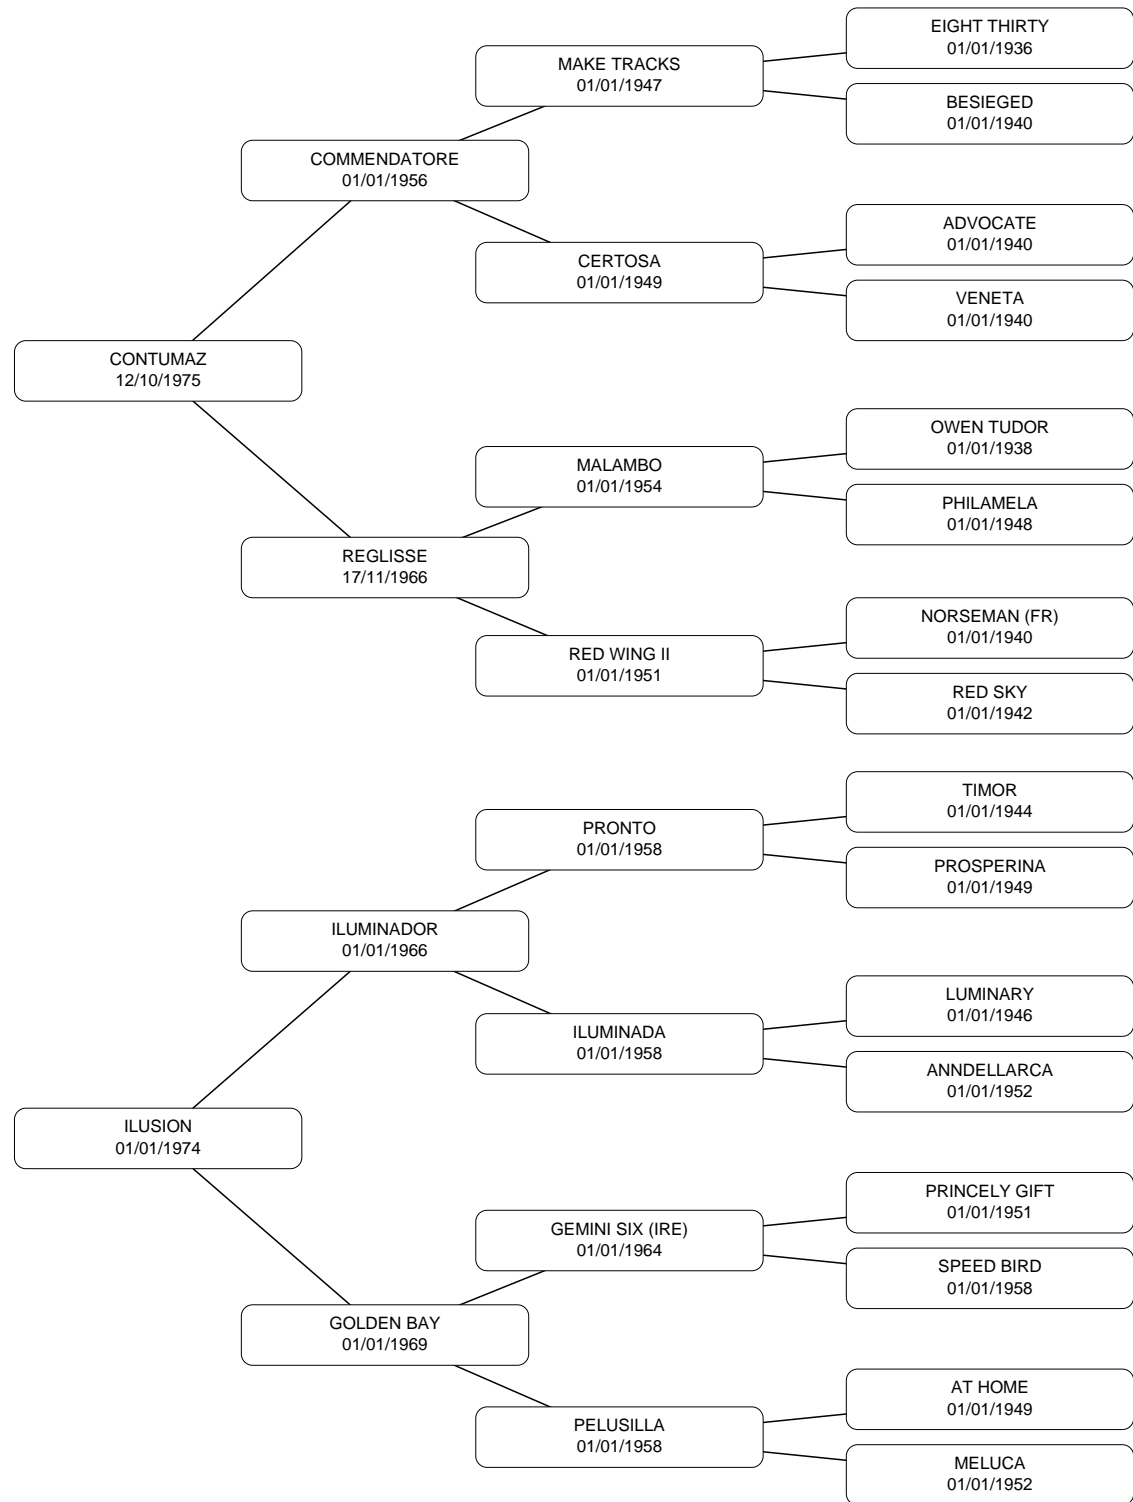 EIGHT THIRTY
01/01/1936
MAKE TRACKS
01/01/1947
BESIEGED
01/01/1940
COMMENDATORE
01/01/1956
ADVOCATE
01/01/1940
CERTOSA
01/01/1949
VENETA
01/01/1940
CONTUMAZ
12/10/1975
OWEN TUDOR
01/01/1938
MALAMBO
01/01/1954
PHILAMELA
01/01/1948
REGLISSE
17/11/1966
NORSEMAN (FR)
01/01/1940
RED WING II
01/01/1951
RED SKY
01/01/1942
TIMOR
01/01/1944
PRONTO
01/01/1958
PROSPERINA
01/01/1949
ILUMINADOR
01/01/1966
LUMINARY
01/01/1946
ILUMINADA
01/01/1958
ANNDELLARCA
01/01/1952
ILUSION
01/01/1974
PRINCELY GIFT
01/01/1951
GEMINI SIX (IRE)
01/01/1964
SPEED BIRD
01/01/1958
GOLDEN BAY
01/01/1969
AT HOME
01/01/1949
PELUSILLA
01/01/1958
MELUCA
01/01/1952